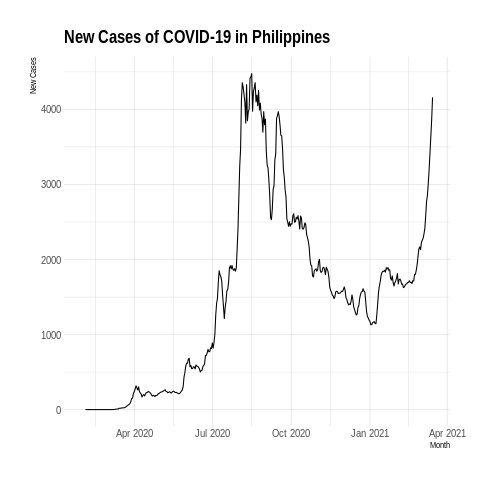 New Cases of COVID-19 in Philippines
New Cases
4000
3000
2000
1000
0
Apr 2020
Jul 2020
Oct 2020
Jan 2021
Apr 2021
Month